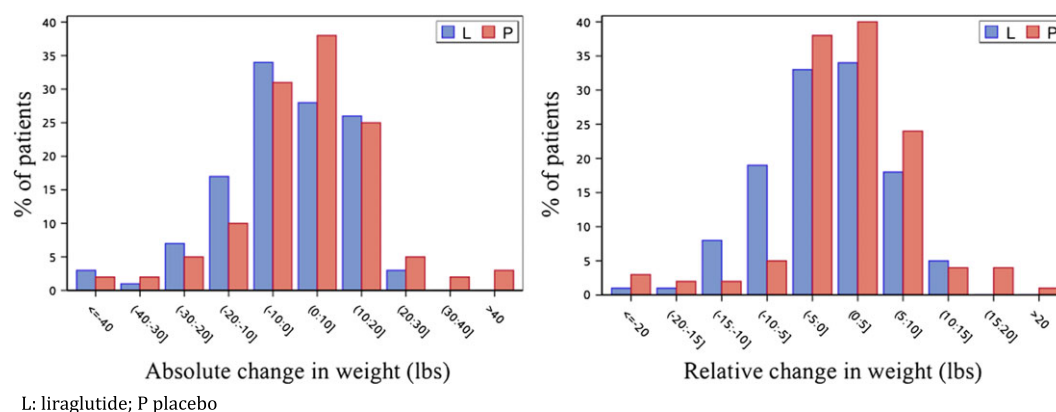 L P
% of patients
40
35
30
25
20
15
10
5
0
<=-40 (-40:-30] (-30:-20] (-20:-10] (-10:0] (0:10] (10:20] (20:30] (30:40] >40
Absolute change in weight (lbs)
L P
% of patients
40
35
30
25
20
15
10
5
0
<=-20 (-20:-15] (-15:-10] (-10:-5] (-5:0] (0:5] (5:10] (10:15] (15:20] >20
Relative change in weight (lbs)
L: liraglutide; P placebo